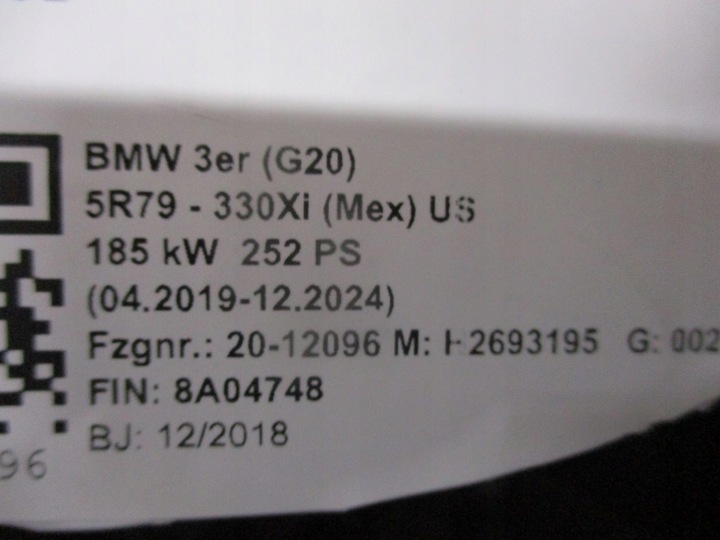 BMW 3er (G20)
5R79 - 330Xi (Mex) US
185 kW 252 PS
(04.2019-12.2024)
Fzgnr.: 20-12096 M: H2693195 G: 002
FIN: 8A04748
BJ: 12/2018
96